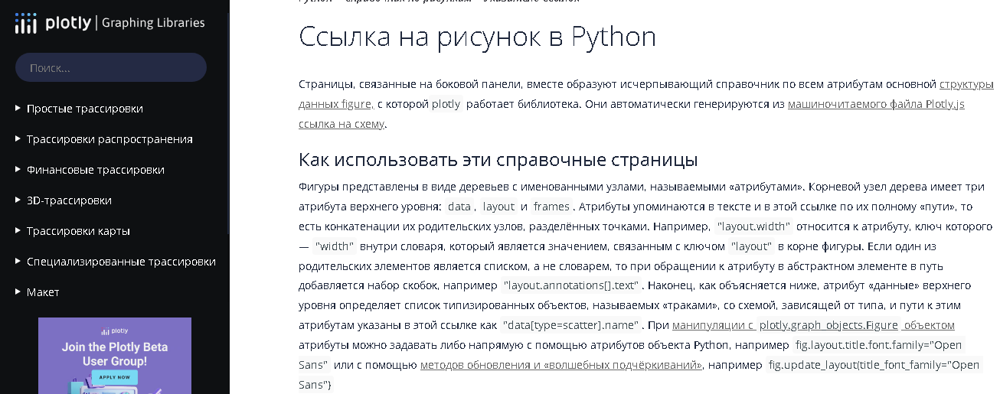 plotly | Graphing Libraries
Поиск...
Простые трассировки
Трассировки распространения
Финансовые трассировки
3D-трассировки
Трассировки карты
Специализированные трассировки
Макет
plotly
Join the Plotly Beta
User Group!
APPLY NOW
Ссылка на рисунок в Python
Страницы, связанные на боковой панели, вместе образуют исчерпывающий справочник по всем атрибутам основной структуры
данных figure, с которой plotly работает библиотека. Они автоматически генерируются из машиночитаемого файла Plotly.js
ссылка на схему.
Как использовать эти справочные страницы
Фигуры представлены в виде деревьев с именованными узлами, называемыми «атрибутами». Корневой узел дерева имеет три
атрибута верхнего уровня: data, layout и frames. Атрибуты упоминаются в тексте и в этой ссылке по их полному «пути», то
есть конкатенации их родительских узлов, разделённых точками. Например, "layout.width" относится к атрибуту, ключ которого
— "width" внутри словаря, который является значением, связанным с ключом "layout" в корне фигуры. Если один из
родительских элементов является списком, а не словарем, то при обращении к атрибуту в абстрактном элементе в путь
добавляется набор скобок, например "layout.annotations[].text". Наконец, как объясняется ниже, атрибут «данные» верхнего
уровня определяет список типизированных объектов, называемых «траками», со схемой, зависящей от типа, и пути к этим
атрибутам указаны в этой ссылке как "data[type=scatter].name". При манипуляции с plotly.graph_objects.Figure объектом
атрибуты можно задавать либо напрямую с помощью атрибутов объекта Python, например fig.layout.title.font.family="Open
Sans" или с помощью методов обновления и «волшебных подчёркиваний», например fig.update_layout(title_font_family="Open
Sans")